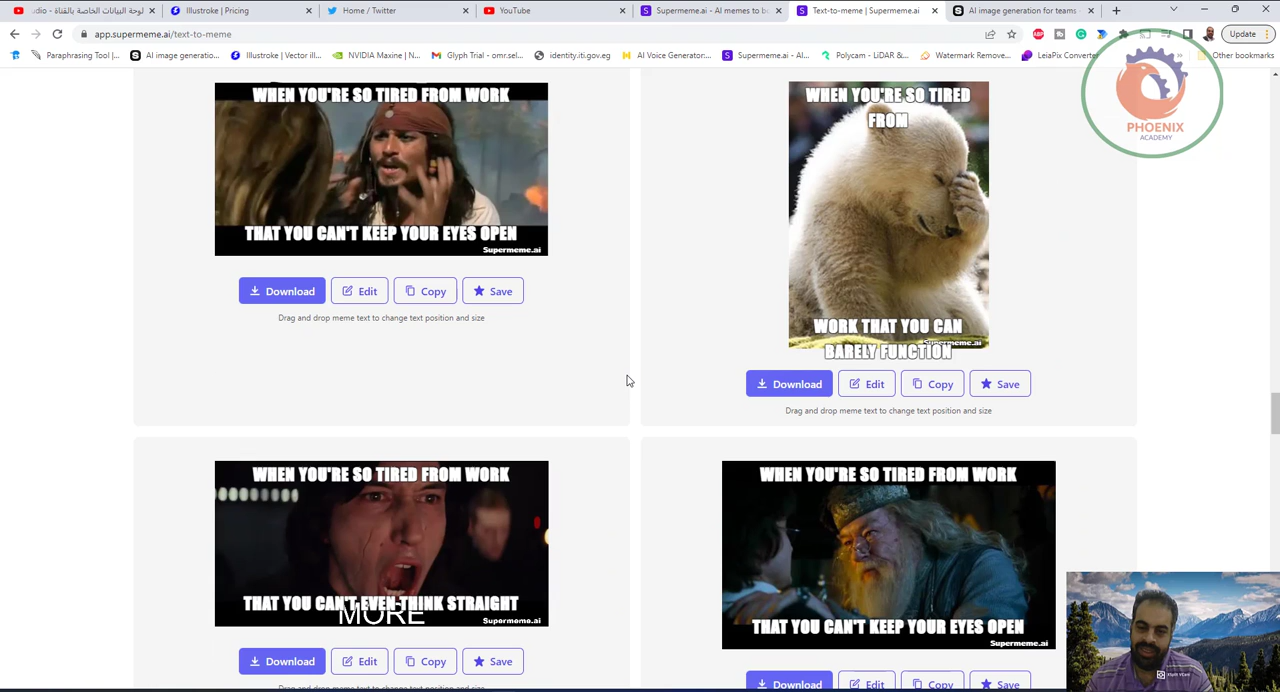 لوحة البيانات الخاصة بالقناة - udio
Illustroke | Pricing
Home / Twitter
YouTube
Supermeme.ai - AI memes to bo
Text-to-meme | Supermeme.ai
AI image generation for teams
app.supermeme.ai/text-to-meme
Update
Paraphrasing Tool |...
AI image generatio...
Illustroke | Vector ill...
NVIDIA Maxine | N...
Glyph Trial - omr.sel...
identity.iti.gov.eg
AI Voice Generator:...
Supermeme.ai - AI...
Polycam - LiDAR &...
Watermark Remove...
LeiaPix Converter
Other bookmarks
PHOENIX
ACADEMY
WHEN YOU'RE SO TIRED FROM WORK
THAT YOU CAN'T KEEP YOUR EYES OPEN
Supermeme.ai
Download
Edit
Copy
Save
Drag and drop meme text to change text position and size
WHEN YOU'RE SO TIRED
FROM
WORK THAT YOU CAN
Supermeme.ai
BARELY FUNCTION
Download
Edit
Copy
Save
Drag and drop meme text to change text position and size
WHEN YOU'RE SO TIRED FROM WORK
THAT YOU CAN'T EVEN THINK STRAIGHT
MORE
Supermeme.ai
Download
Edit
Copy
Save
WHEN YOU'RE SO TIRED FROM WORK
THAT YOU CAN'T KEEP YOUR EYES OPEN
Supermeme.ai
Download
Edit
Copy
Save